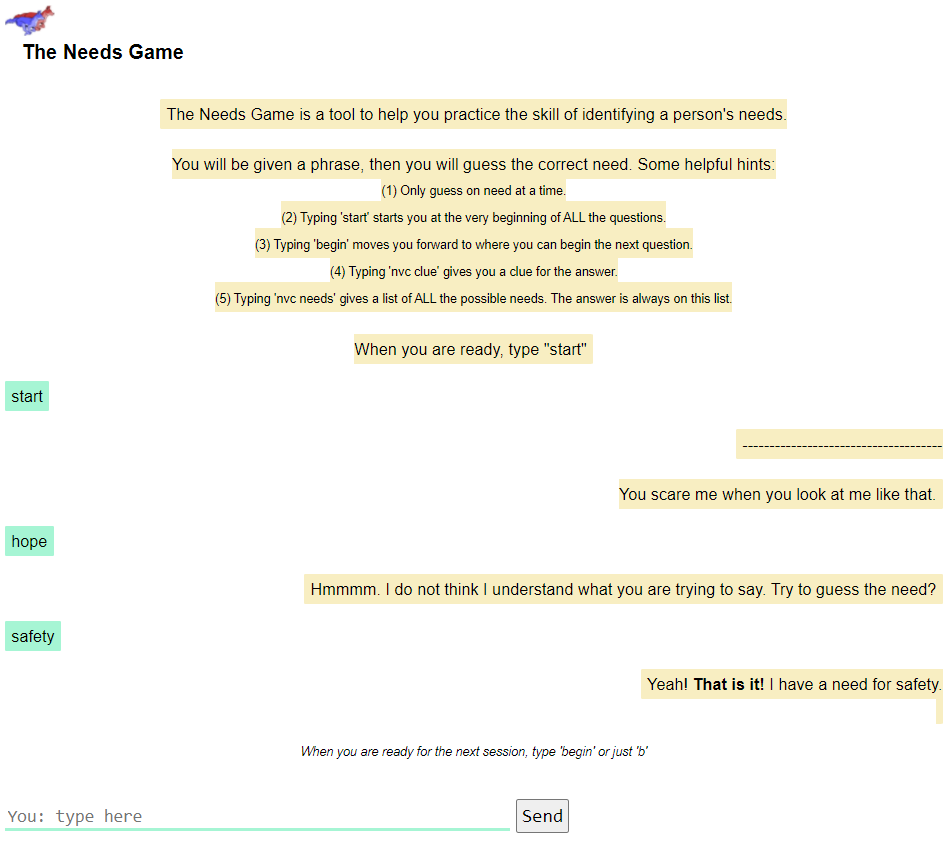 The Needs Game
The Needs Game is a tool to help you practice the skill of identifying a person's needs.
You will be given a phrase, then you will guess the correct need. Some helpful hints:
(1) Only guess on need at a time.
(2) Typing 'start' starts you at the very beginning of ALL the questions.
(3) Typing 'begin' moves you forward to where you can begin the next question.
(4) Typing 'nvc clue' gives you a clue for the answer.
(5) Typing 'nvc needs' gives a list of ALL the possible needs. The answer is always on this list.
When you are ready, type "start"
start
------------------------------------
You scare me when you look at me like that.
hope
Hmmmm. I do not think I understand what you are trying to say. Try to guess the need?
safety
Yeah! That is it! I have a need for safety.
When you are ready for the next session, type 'begin' or just 'b'
You: type here
Send